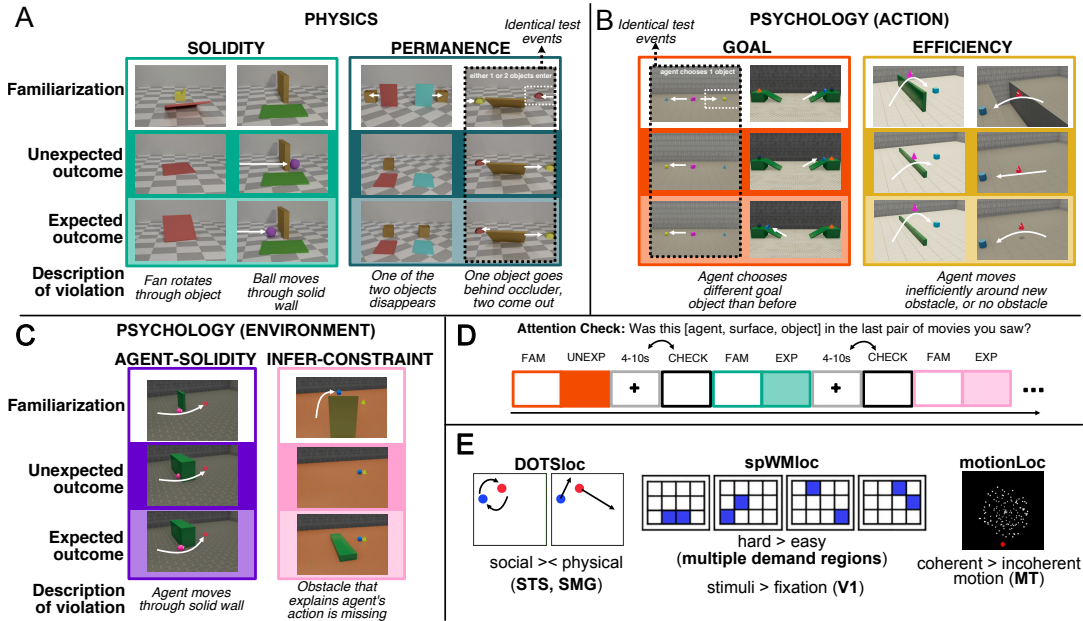 A
PHYSICS
Identical test
events
SOLIDITY
PERMANENCE
Familiarization
either 1 or 2 objects enter
Unexpected
outcome
Expected
outcome
Description
of violation
Fan rotates
through object
Ball moves
through solid
wall
One of the
two objects
disappears
One object goes
behind occluder,
two come out
B
PSYCHOLOGY (ACTION)
Identical test
events
GOAL
EFFICIENCY
agent chooses 1 object
Agent chooses
different goal
object than before
Agent moves
inefficiently around new
obstacle, or no obstacle
C
PSYCHOLOGY (ENVIRONMENT)
AGENT-SOLIDITY
INFER-CONSTRAINT
Familiarization
Unexpected
outcome
Expected
outcome
Description
of violation
Agent moves
through solid wall
Obstacle that
explains agent's
action is missing
D
Attention Check: Was this [agent, surface, object] in the last pair of movies you saw?
FAM UNEXP 4-10s CHECK FAM EXP 4-10s CHECK FAM EXP
+ + ...
E
DOTSloc
social >< physical
(STS, SMG)
spWMloc
hard > easy
(multiple demand regions)
stimuli > fixation (V1)
motionLoc
coherent > incoherent
motion (MT)